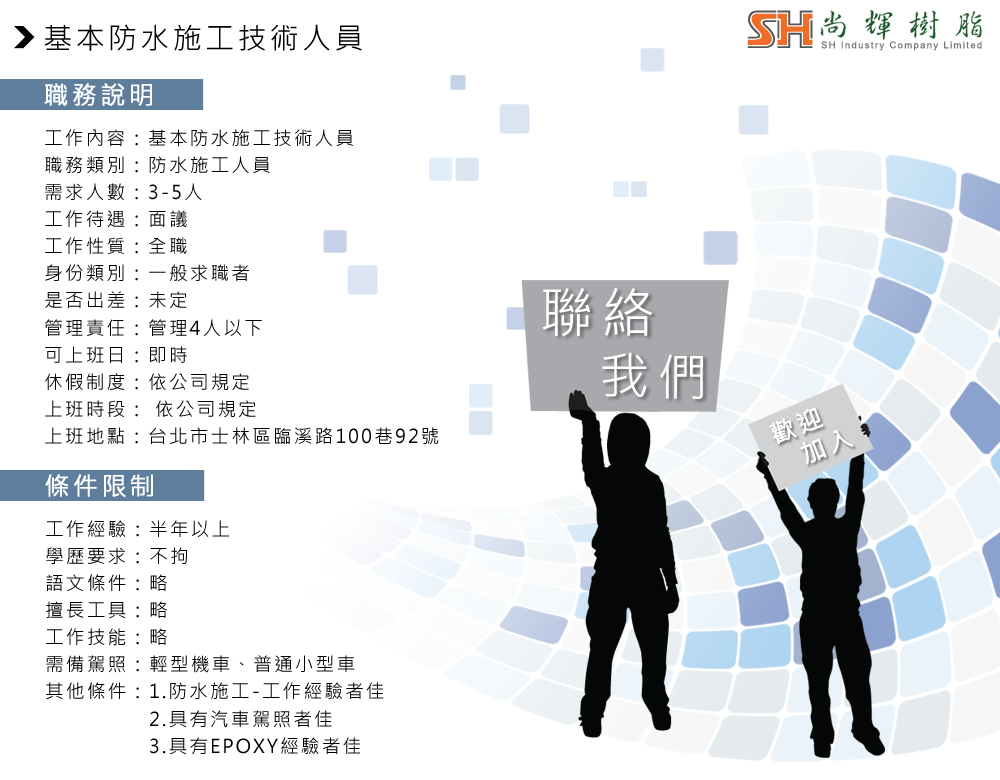 基本防水施工技術人員
SH 尚輝樹脂
SH Industry Company Limited
職務說明
工作內容：基本防水施工技術人員
職務類別：防水施工人員
需求人數：3-5人
工作待遇：面議
工作性質：全職
身份類別：一般求職者
是否出差：未定
管理責任：管理4人以下
可上班日：即時
休假制度：依公司規定
上班時段： 依公司規定
上班地點：台北市士林區臨溪路100巷92號
聯絡
我們
歡迎
加入
條件限制
工作經驗：半年以上
學歷要求：不拘
語文條件：略
擅長工具：略
工作技能：略
需備駕照：輕型機車、普通小型車
其他條件：1.防水施工-工作經驗者佳
2.具有汽車駕照者佳
3.具有EPOXY經驗者佳